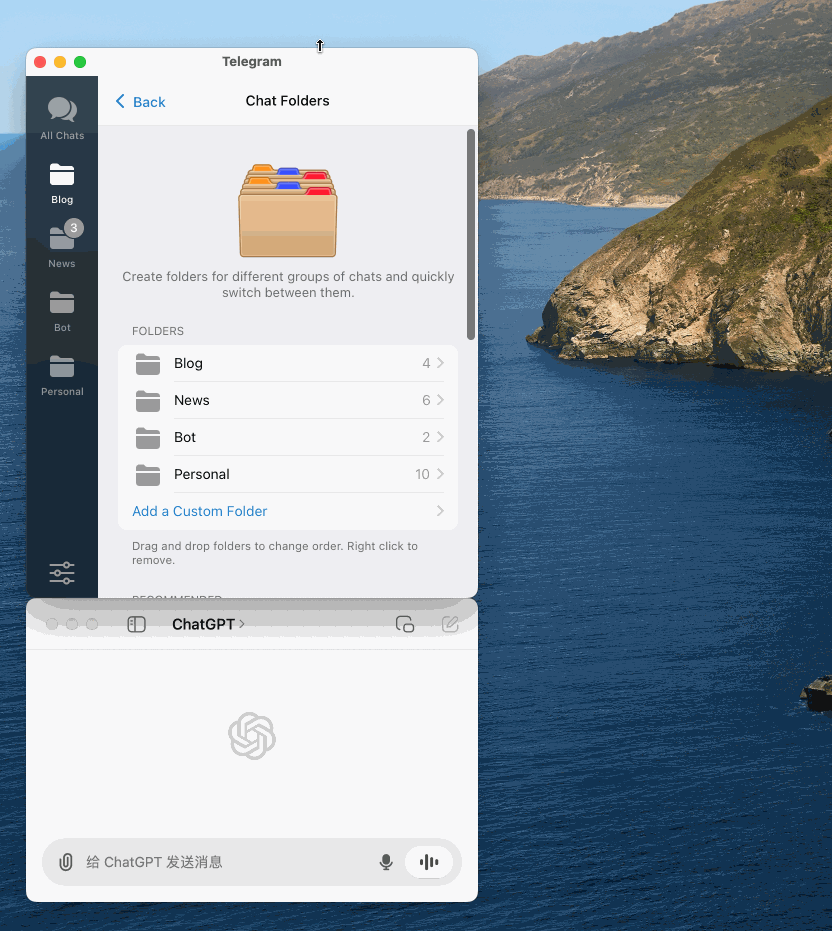 Telegram
Back
Chat Folders
All Chats
Blog
3
News
Bot
Personal
Create folders for different groups of chats and quickly
switch between them.
FOLDERS
Blog 4
News 6
Bot 2
Personal 10
Add a Custom Folder
Drag and drop folders to change order. Right click to
remove.
RECOMMENDED
ChatGPT
给 ChatGPT 发送消息